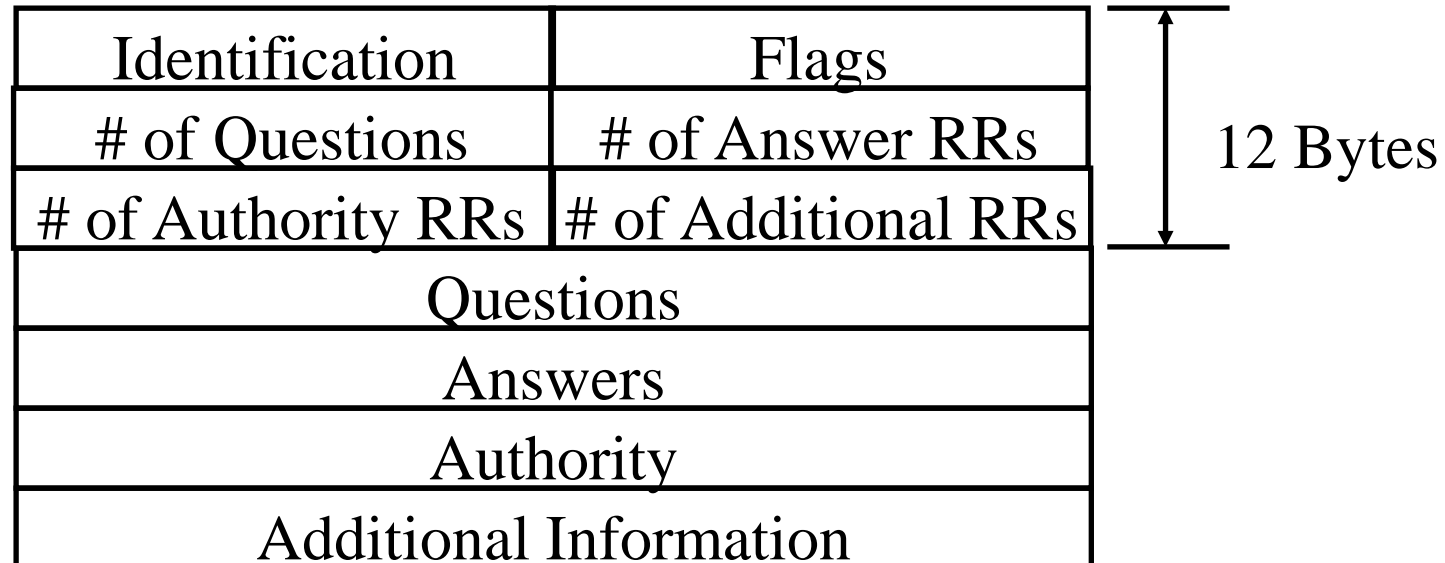 Identification Flags
# of Questions # of Answer RRs
12 Bytes
# of Authority RRs # of Additional RRs
Questions
Answers
Authority
Additional Information